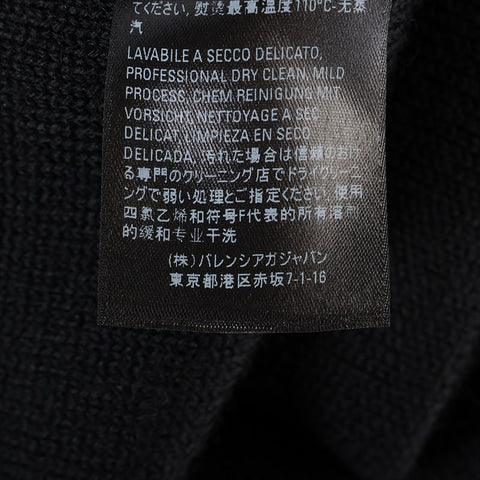 てください, 熨烫最高温度110°C-无蒸
汽
LAVABILE A SECCO DELICATO,
PROFESSIONAL DRY CLEAN, MILD
PROCESS, CHEM REINIGUNG MIT
VORSICHT, NETTOYAGE A SEC
DELICAT, LIMPIEZA EN SECO
DELICADA, 汚れた場合は信頼のおけ
る専門のクリーニング店でドライクリーニ
ングで弱い処理とご指定ください, 使用
四氯乙烯和符号F代表的所有溶剂
的缓和专业干洗
(株) バレンシアガジャパン
東京都港区赤坂7-1-16